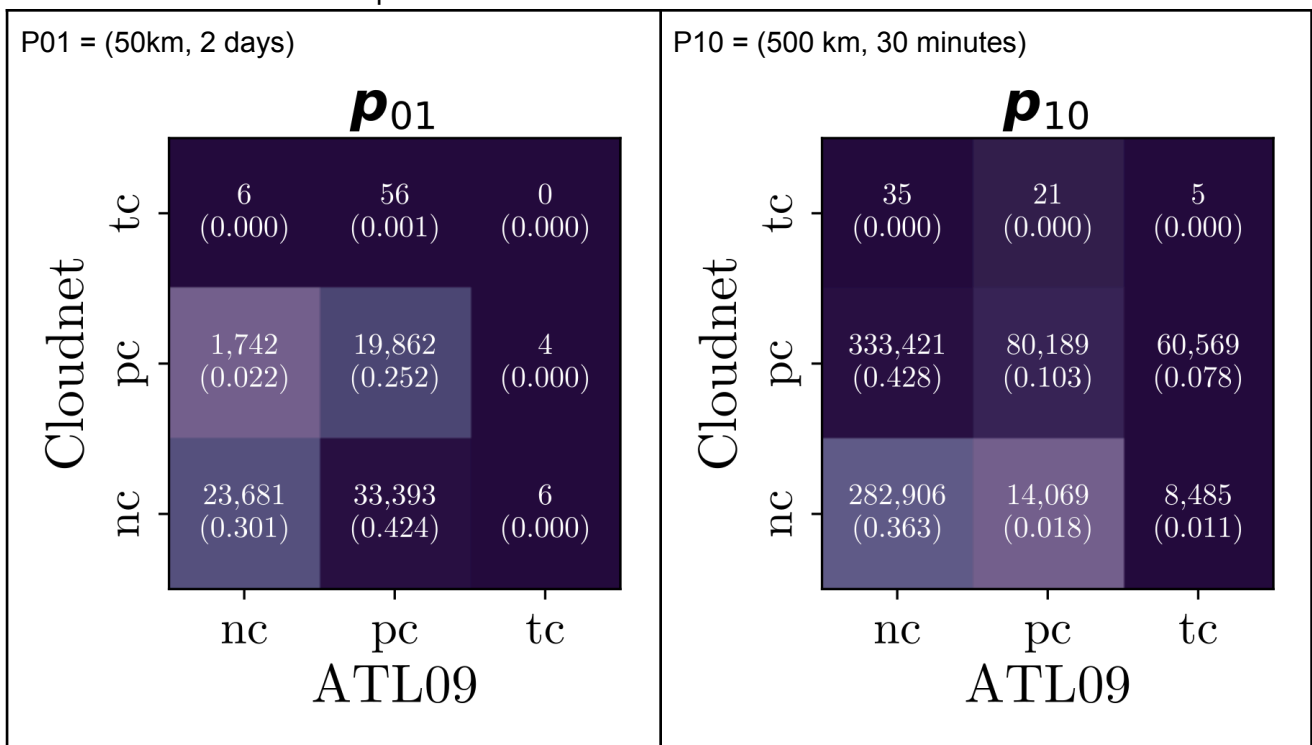 P01 = (50km, 2 days)
p01
Cloudnet
tc
6
(0.000)
56
(0.001)
0
(0.000)
pc
1,742
(0.022)
19,862
(0.252)
4
(0.000)
nc
23,681
(0.301)
33,393
(0.424)
6
(0.000)
nc pc tc
ATL09
P10 = (500 km, 30 minutes)
p10
Cloudnet
tc
35
(0.000)
21
(0.000)
5
(0.000)
pc
333,421
(0.428)
80,189
(0.103)
60,569
(0.078)
nc
282,906
(0.363)
14,069
(0.018)
8,485
(0.011)
nc pc tc
ATL09